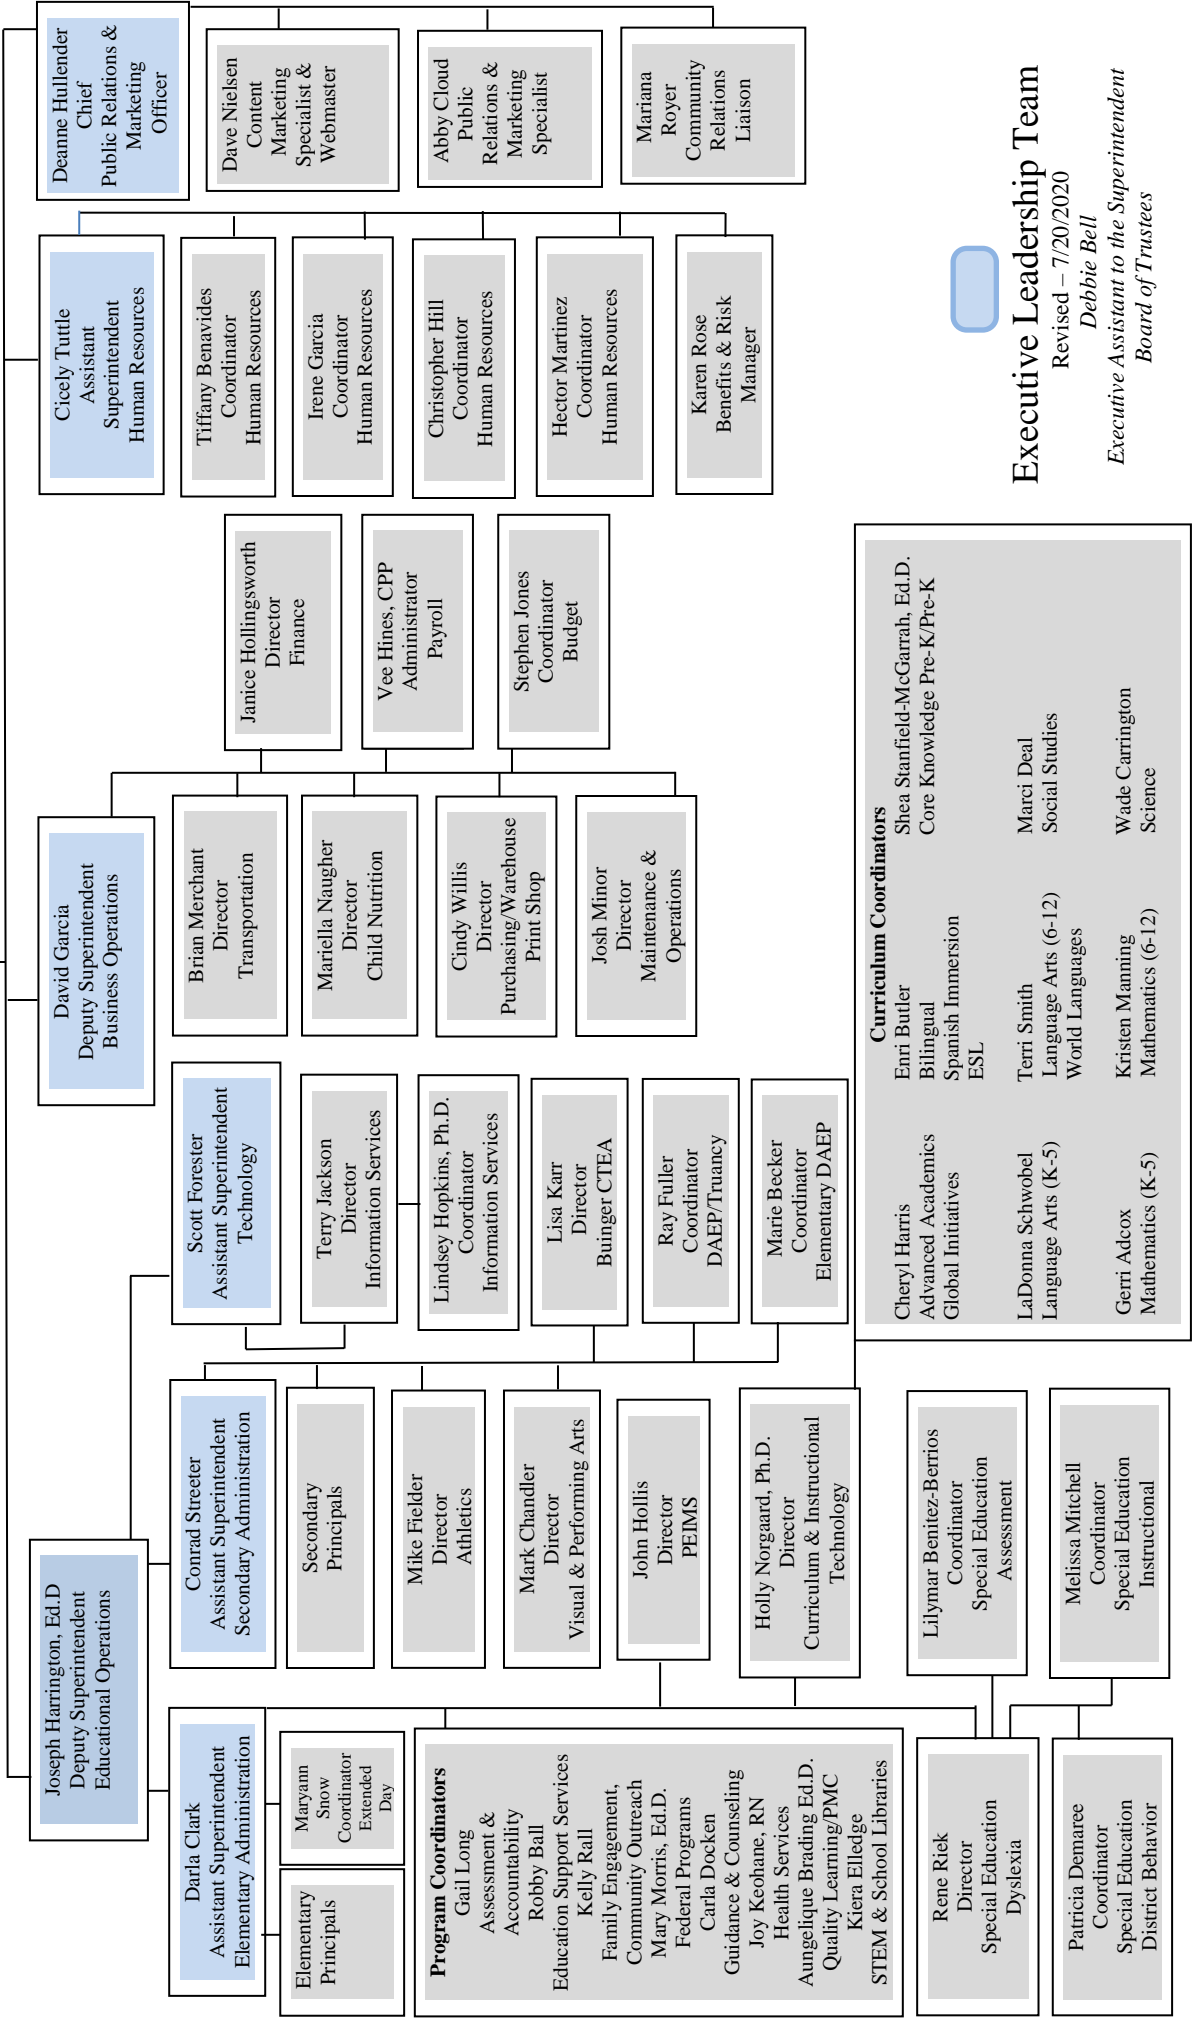 Joseph Harrington, Ed.D
Deputy Superintendent
Educational Operations
David Garcia
Deputy Superintendent
Business Operations
Cicely Tuttle
Assistant
Superintendent
Human Resources
Deanne Hullender
Chief
Public Relations &
Marketing
Officer
Darla Clark
Assistant Superintendent
Elementary Administration
Conrad Streeter
Assistant Superintendent
Secondary Administration
Scott Forester
Assistant Superintendent
Technology
Elementary
Principals
Maryann
Snow
Coordinator
Extended
Day
Program Coordinators
Gail Long
Assessment &
Accountability
Robby Ball
Education Support Services
Kelly Rall
Family Engagement,
Community Outreach
Mary Morris, Ed.D.
Federal Programs
Carla Docken
Guidance & Counseling
Joy Keohane, RN
Health Services
Aungelique Brading Ed.D.
Quality Learning/PMC
Kiera Elledge
STEM & School Libraries
Rene Riek
Director
Special Education
Dyslexia
Patricia Demaree
Coordinator
Special Education
District Behavior
Secondary
Principals
Mike Fielder
Director
Athletics
Mark Chandler
Director
Visual & Performing Arts
John Hollis
Director
PEIMS
Holly Norgaard, Ph.D.
Director
Curriculum & Instructional
Technology
Lilymar Benitez-Berrios
Coordinator
Special Education
Assessment
Melissa Mitchell
Coordinator
Special Education
Instructional
Terry Jackson
Director
Information Services
Lindsey Hopkins, Ph.D.
Coordinator
Information Services
Lisa Karr
Director
Buinger CTEA
Ray Fuller
Coordinator
DAEP/Truancy
Marie Becker
Coordinator
Elementary DAEP
Brian Merchant
Director
Transportation
Mariella Naugher
Director
Child Nutrition
Cindy Willis
Director
Purchasing/Warehouse
Print Shop
Josh Minor
Director
Maintenance &
Operations
Janice Hollingsworth
Director
Finance
Vee Hines, CPP
Administrator
Payroll
Stephen Jones
Coordinator
Budget
Tiffany Benavides
Coordinator
Human Resources
Irene Garcia
Coordinator
Human Resources
Christopher Hill
Coordinator
Human Resources
Hector Martinez
Coordinator
Human Resources
Karen Rose
Benefits & Risk
Manager
Dave Nielsen
Content
Marketing
Specialist &
Webmaster
Abby Cloud
Public
Relations &
Marketing
Specialist
Mariana
Royer
Community
Relations
Liaison
Curriculum Coordinators
Cheryl Harris
Advanced Academics
Global Initiatives
Enri Butler
Bilingual
Spanish Immersion
ESL
Shea Stanfield-McGarrah, Ed.D.
Core Knowledge Pre-K/Pre-K
LaDonna Schwobel
Language Arts (K-5)
Terri Smith
Language Arts (6-12)
World Languages
Marci Deal
Social Studies
Gerri Adcox
Mathematics (K-5)
Kristen Manning
Mathematics (6-12)
Wade Carrington
Science
Executive Leadership Team
Revised – 7/20/2020
Debbie Bell
Executive Assistant to the Superintendent
Board of Trustees